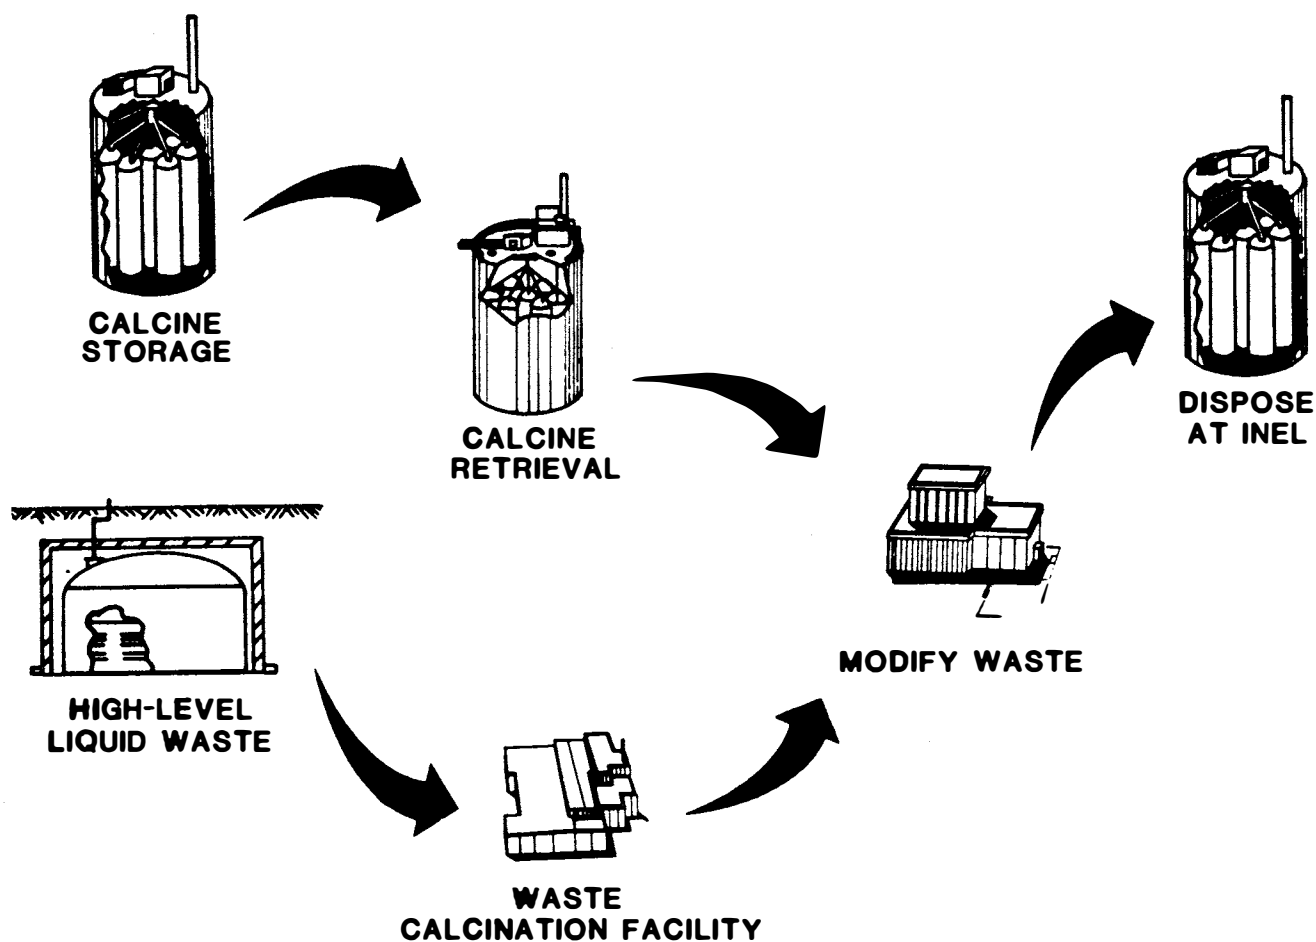 CALCINE
STORAGE
CALCINE
RETRIEVAL
DISPOSE
AT INEL
HIGH-LEVEL
LIQUID WASTE
MODIFY WASTE
WASTE
CALCINATION FACILITY